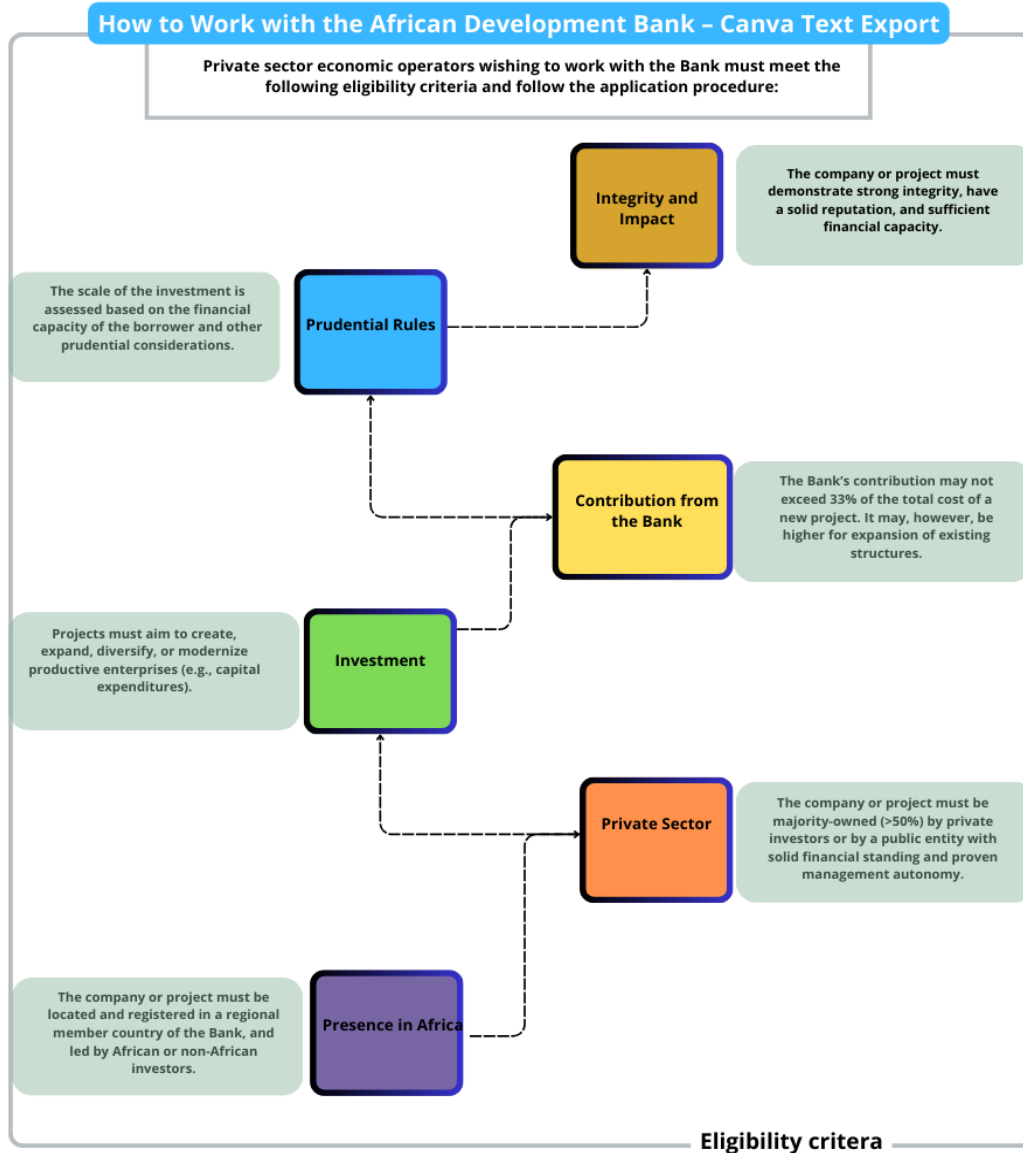 How to Work with the African Development Bank – Canva Text Export
Private sector economic operators wishing to work with the Bank must meet the
following eligibility criteria and follow the application procedure:
Integrity and
Impact
The company or project must
demonstrate strong integrity, have
a solid reputation, and sufficient
financial capacity.
The scale of the investment is
assessed based on the financial
capacity of the borrower and other
prudential considerations.
Prudential Rules
Contribution from
the Bank
The Bank’s contribution may not
exceed 33% of the total cost of a
new project. It may, however, be
higher for expansion of existing
structures.
Projects must aim to create,
expand, diversify, or modernize
productive enterprises (e.g., capital
expenditures).
Investment
Private Sector
The company or project must be
majority-owned (>50%) by private
investors or by a public entity with
solid financial standing and proven
management autonomy.
The company or project must be
located and registered in a regional
member country of the Bank, and
led by African or non-African
investors.
Presence in Africa
Eligibility critera